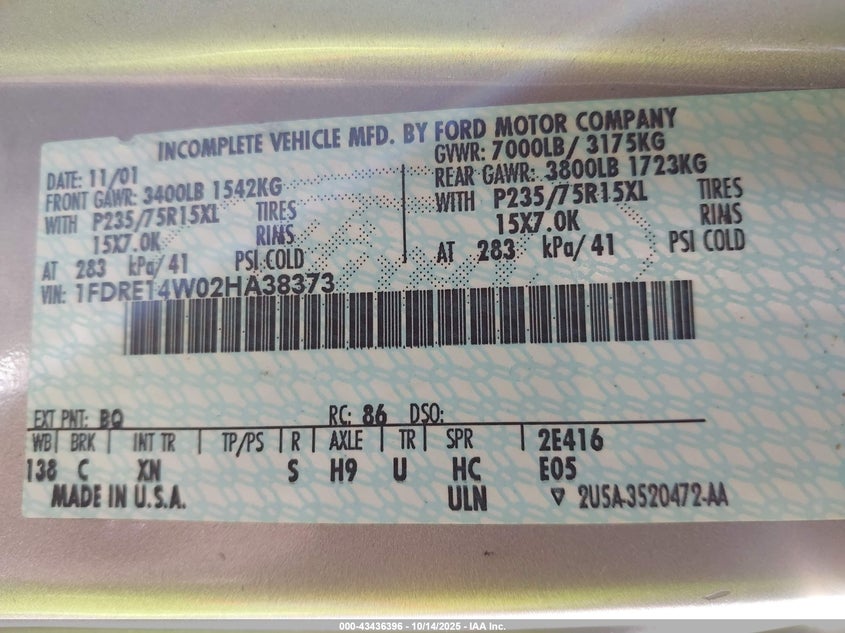 INCOMPLETE VEHICLE MFD. BY FORD MOTOR COMPANY
DATE: 11/01 GVWR: 7000LB/ 3175KG
FRONT GAWR: 3400LB 1542KG REAR GAWR: 3800LB 1723KG
WITH P235/75R15XL TIRES WITH P235/75R15XL TIRES
15X7.0K RIMS 15X7.0K RIMS
AT 283 kPa/ 41 PSI COLD AT 283 kPa/ 41 PSI COLD
VIN: 1FDRE14W02HA38373
EXT PNT: BQ RC: 86 DSO:
WB BRK INT TR TP/PS R AXLE TR SPR 2E416
138 C XN S H9 U HC E05
MADE IN U.S.A. ULN 2U5A-3520472-AA
000-43436396 - 10/14/2025 - IAA Inc.